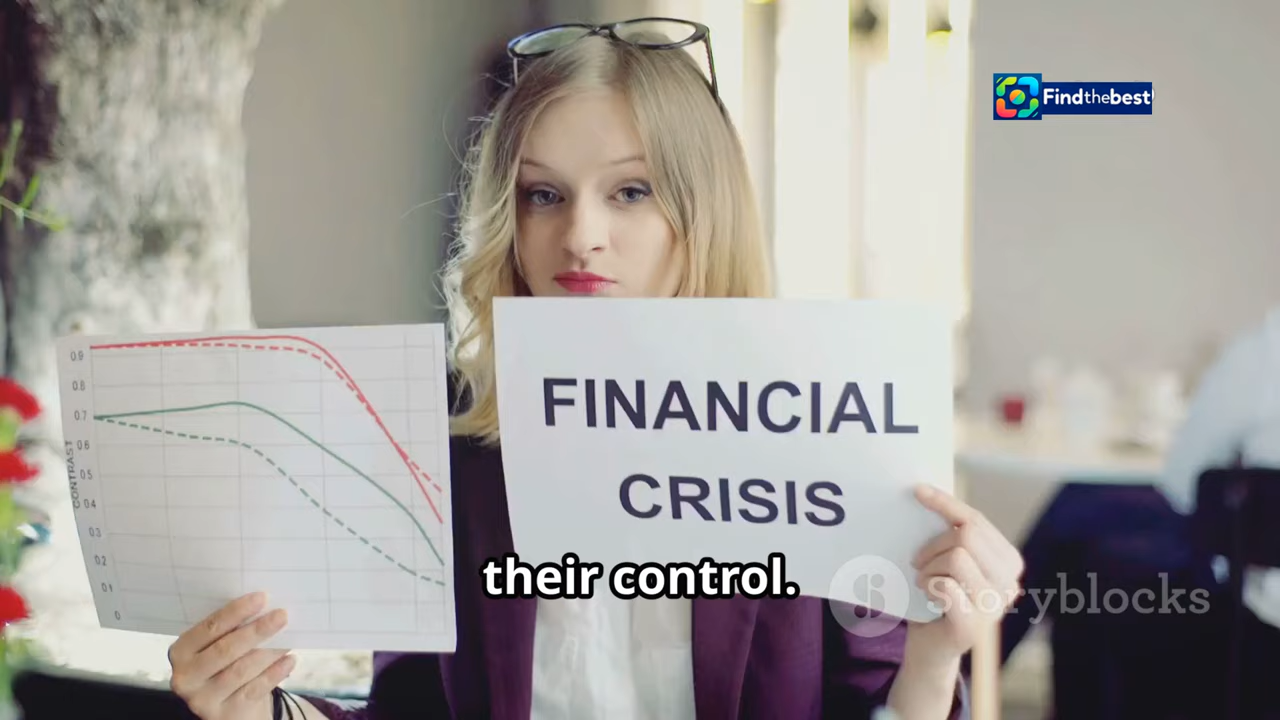 Findthebest
0.9
0.8
0.7
0.6
0.5
0.4
0.3
0.2
0.1
0
CONTRAST
FINANCIAL
CRISIS
their control.
Storyblocks